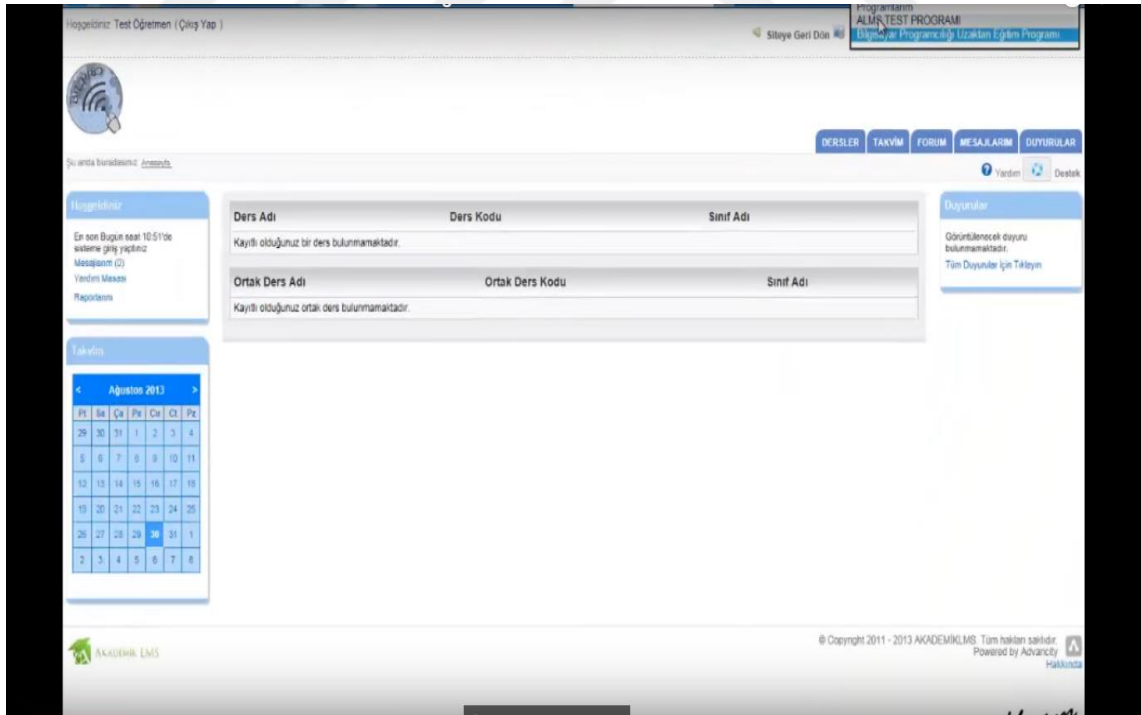 Hoşgeldiniz Test Öğretmen ( Çıkış Yap )
Siteye Geri Dön
Programlarım
ALMS TEST PROGRAMI
Bilgisayar Programcılığı Uzaktan Eğitim Programı
DERSLER TAKVİM FORUM MESAJLARIM DUYURULAR
Şu anda buradasınız: Anasayfa
Yardım Destek
Hoşgeldiniz
En son Bugün saat 10:51'de
sisteme giriş yaptınız
Mesajlarım (0)
Yardım Masası
Raporlarım
Ders Adı Ders Kodu Sınıf Adı
Kayıtlı olduğunuz bir ders bulunmamaktadır.
Ortak Ders Adı Ortak Ders Kodu Sınıf Adı
Kayıtlı olduğunuz ortak ders bulunmamaktadır.
Duyurular
Görüntülenecek duyuru
bulunmamaktadır.
Tüm Duyurular İçin Tıklayın
Takvim
< Ağustos 2013 >
Pt Sa Ça Pe Cu Ct Pz
29 30 31 1 2 3 4
5 6 7 8 9 10 11
12 13 14 15 16 17 18
19 20 21 22 23 24 25
26 27 28 29 30 31 1
2 3 4 5 6 7 8
AKADEMİK LMS
© Copyright 2011 - 2013 AKADEMİKLMS. Tüm hakları saklıdır.
Powered by Advancity
Hakkında